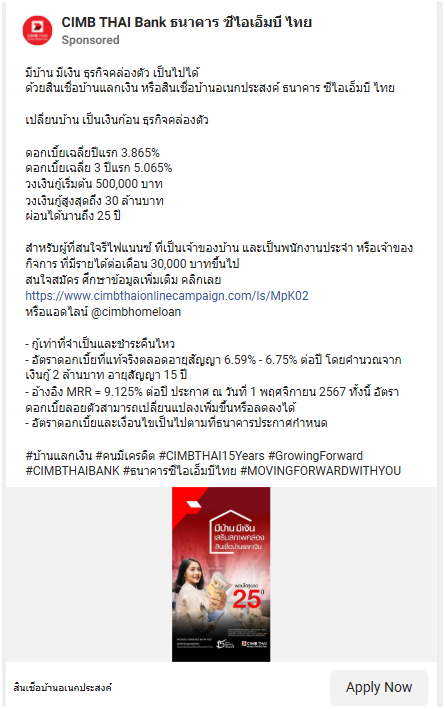 CIMB THAI Bank ธนาคาร ซีไอเอ็มบี ไทย
Sponsored
มีบ้าน มีเงิน ธุรกิจคล่องตัว เป็นไปได้
ด้วยสินเชื่อบ้านแลกเงิน หรือสินเชื่อบ้านอเนกประสงค์ ธนาคาร ซีไอเอ็มบี ไทย
เปลี่ยนบ้าน เป็นเงินก้อน ธุรกิจคล่องตัว
ดอกเบี้ยเฉลี่ยปีแรก 3.865%
ดอกเบี้ยเฉลี่ย 3 ปีแรก 5.065%
วงเงินกู้เริ่มต้น 500,000 บาท
วงเงินกู้สูงสุดถึง 30 ล้านบาท
ผ่อนได้นานถึง 25 ปี
สำหรับผู้ที่สนใจรีไฟแนนซ์ ที่เป็นเจ้าของบ้าน และเป็นพนักงานประจำ หรือเจ้าของ
กิจการ ที่มีรายได้ต่อเดือน 30,000 บาทขึ้นไป
สนใจสมัคร ศึกษาข้อมูลเพิ่มเติม คลิกเลย
https://www.cimbthaionlinecampaign.com/ls/MpK02
หรือแอดไลน์ @cimbhomeloan
- กู้เท่าที่จำเป็นและชำระคืนไหว
- อัตราดอกเบี้ยที่แท้จริงตลอดอายุสัญญา 6.59% - 6.75% ต่อปี โดยคำนวณจาก
เงินกู้ 2 ล้านบาท อายุสัญญา 15 ปี
- อ้างอิง MRR = 9.125% ต่อปี ประกาศ ณ วันที่ 1 พฤศจิกายน 2567 ทั้งนี้ อัตรา
ดอกเบี้ยลอยตัวสามารถเปลี่ยนแปลงเพิ่มขึ้นหรือลดลงได้
- อัตราดอกเบี้ยและเงื่อนไขเป็นไปตามที่ธนาคารประกาศกำหนด
#บ้านแลกเงิน #คนมีเครดิต #CIMBTHAI15Years #GrowingForward
#CIMBTHAIBANK #ธนาคารซีไอเอ็มบีไทย #MOVINGFORWARDWITHYOU
มีบ้าน มีเงิน
เสริมสภาพคล่อง
สินเชื่อบ้านแลกเงิน
ผ่อนได้สูงสุด
25 ปี
CIMB THAI
สินเชื่อบ้านอเนกประสงค์
Apply Now